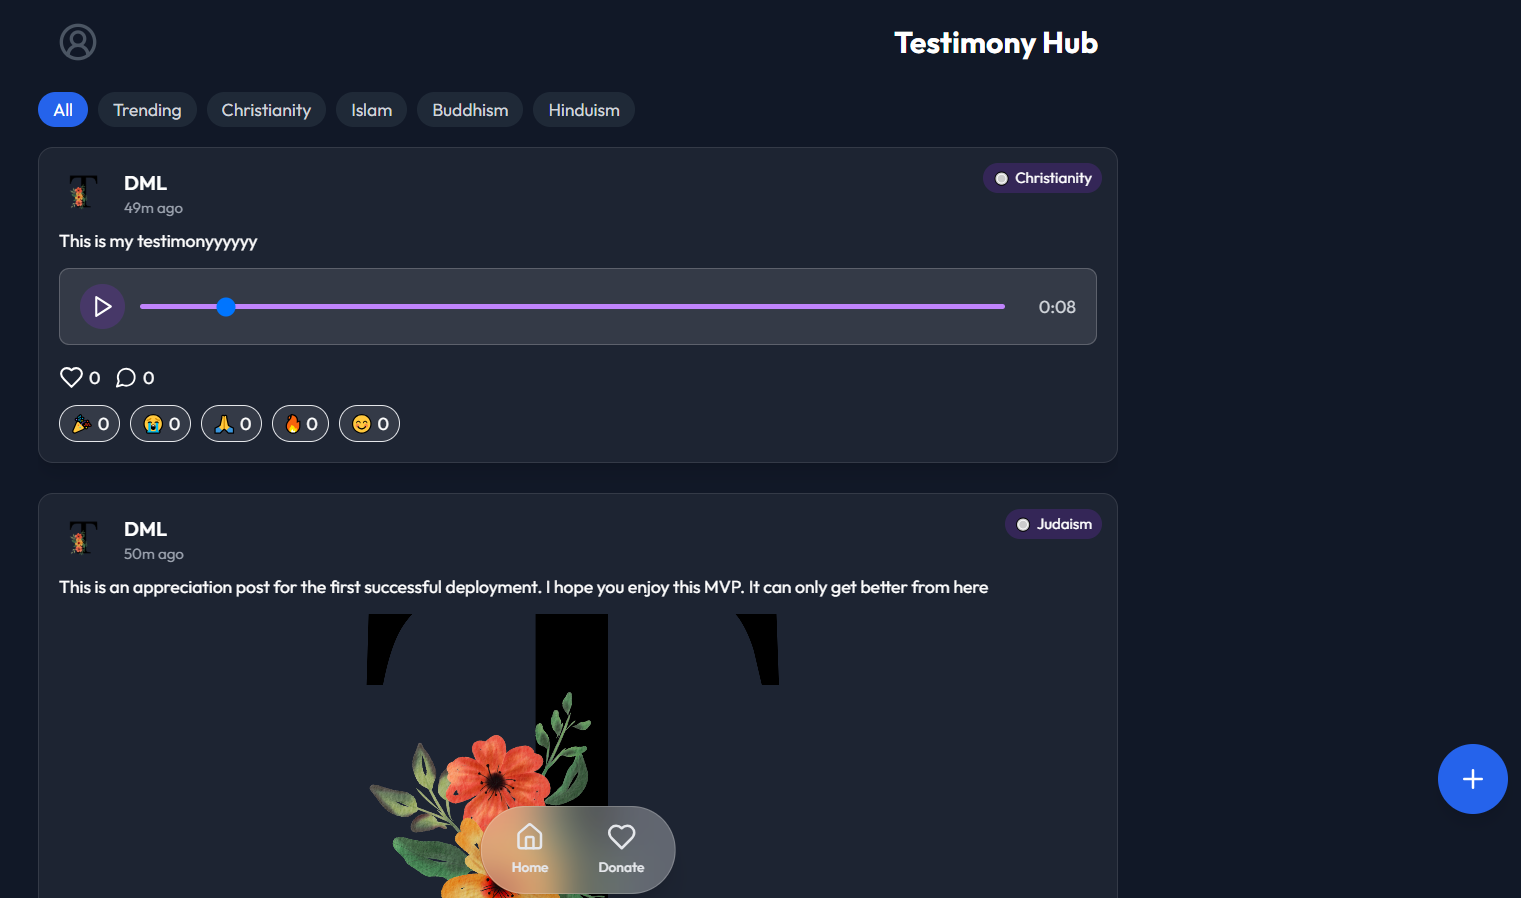 Testimony Hub
All Trending Christianity Islam Buddhism Hinduism
DML
Christianity
49m ago
This is my testimonyyyyyy
0:08
0 0
0 0 0 0 0
DML
Judaism
50m ago
This is an appreciation post for the first successful deployment. I hope you enjoy this MVP. It can only get better from here
Home Donate